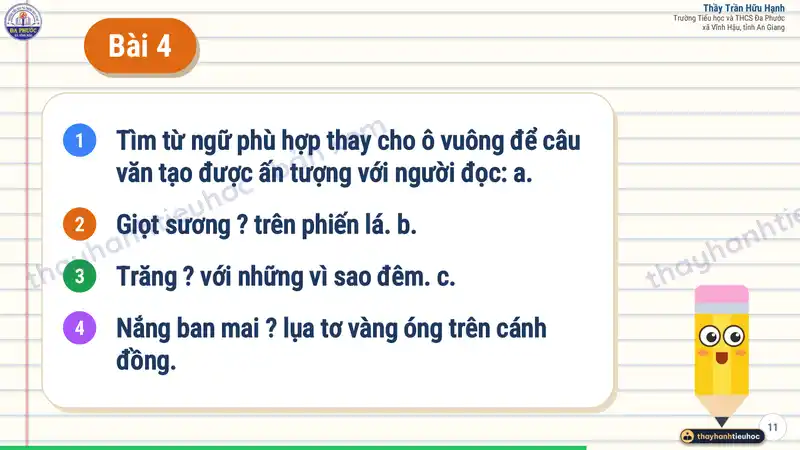 Thầy Trần Hữu Hạnh
Trường Tiểu học và THCS Đa Phước
xã Vĩnh Hậu, tỉnh An Giang
ĐA PHƯỚC
Bài 4
1 Tìm từ ngữ phù hợp thay cho ô vuông để câu
văn tạo được ấn tượng với người đọc: a.
2 Giọt sương ? trên phiến lá. b.
3 Trăng ? với những vì sao đêm. c.
4 Nắng ban mai ? lụa tơ vàng óng trên cánh
đồng.
thayhanhtieuhoc
11